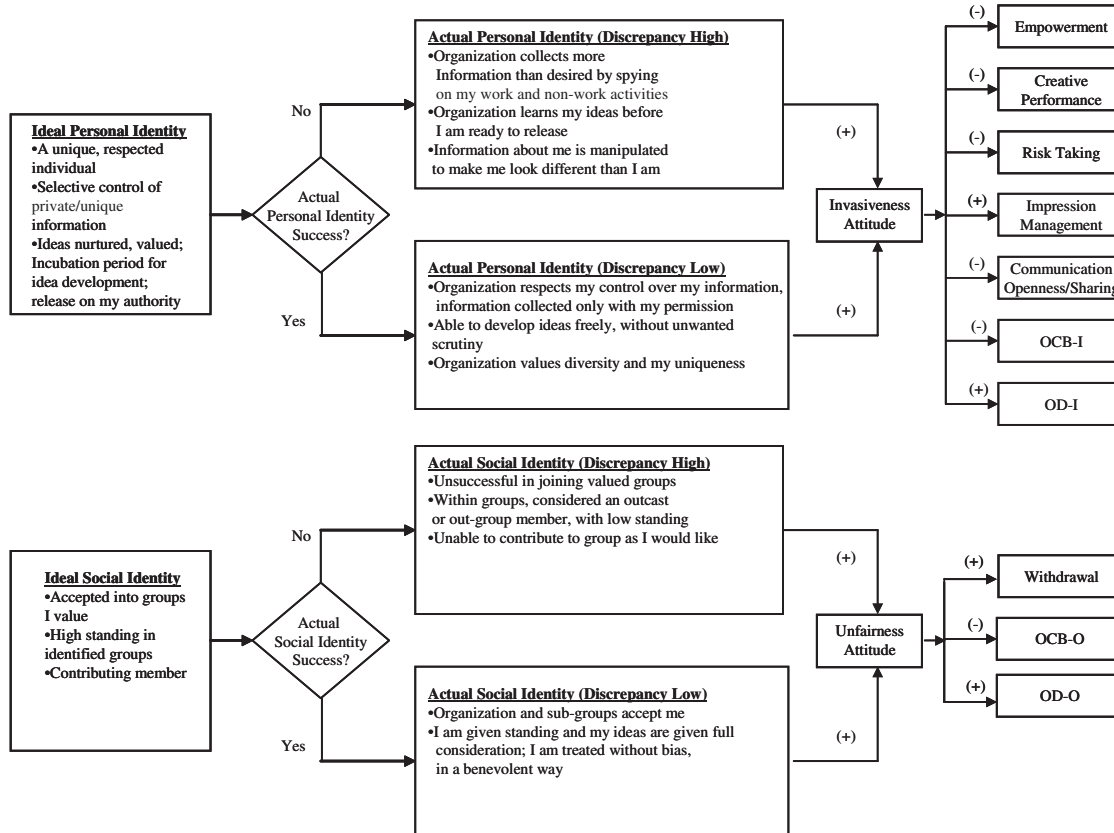 Ideal Personal Identity
•A unique, respected
individual
•Selective control of
private/unique
information
•Ideas nurtured, valued;
Incubation period for
idea development;
release on my authority
No
Actual
Personal Identity
Success?
Yes
Actual Personal Identity (Discrepancy High)
•Organization collects more
Information than desired by spying
on my work and non-work activities
•Organization learns my ideas before
I am ready to release
•Information about me is manipulated
to make me look different than I am
(+)
Actual Personal Identity (Discrepancy Low)
•Organization respects my control over my information,
information collected only with my permission
•Able to develop ideas freely, without unwanted
scrutiny
•Organization values diversity and my uniqueness
(+)
Invasiveness
Attitude
(-)
Empowerment
(-)
Creative
Performance
(-)
Risk Taking
(+)
Impression
Management
(-)
Communication
Openness/Sharing
(-)
OCB-I
(+)
OD-I
Ideal Social Identity
•Accepted into groups
I value
•High standing in
identified groups
•Contributing member
No
Actual
Social Identity
Success?
Yes
Actual Social Identity (Discrepancy High)
•Unsuccessful in joining valued groups
•Within groups, considered an outcast
or out-group member, with low standing
•Unable to contribute to group as I would like
(+)
Actual Social Identity (Discrepancy Low)
•Organization and sub-groups accept me
•I am given standing and my ideas are given full
consideration; I am treated without bias,
in a benevolent way
(+)
Unfairness
Attitude
(+)
Withdrawal
(-)
OCB-O
(+)
OD-O